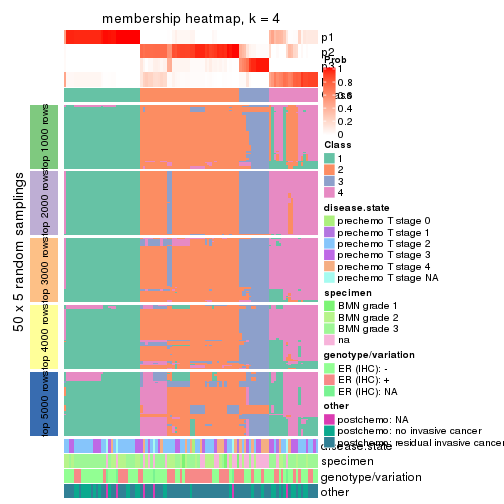 membership heatmap, k = 4
p1
p2
p3
Prob
1
0.8
0.6
0.4
0.2
0
Class
1
2
3
4
disease.state
prechemo T stage 0
prechemo T stage 1
prechemo T stage 2
prechemo T stage 3
prechemo T stage 4
prechemo T stage NA
specimen
BMN grade 1
BMN grade 2
BMN grade 3
na
genotype/variation
ER (IHC): -
ER (IHC): +
ER (IHC): NA
other
postchemo: NA
postchemo: no invasive cancer
postchemo: residual invasive cancer
50 x 5 random samplings
top 1000 rows
top 2000 rows
top 3000 rows
top 4000 rows
top 5000 rows
disease.state
specimen
genotype/variation
other